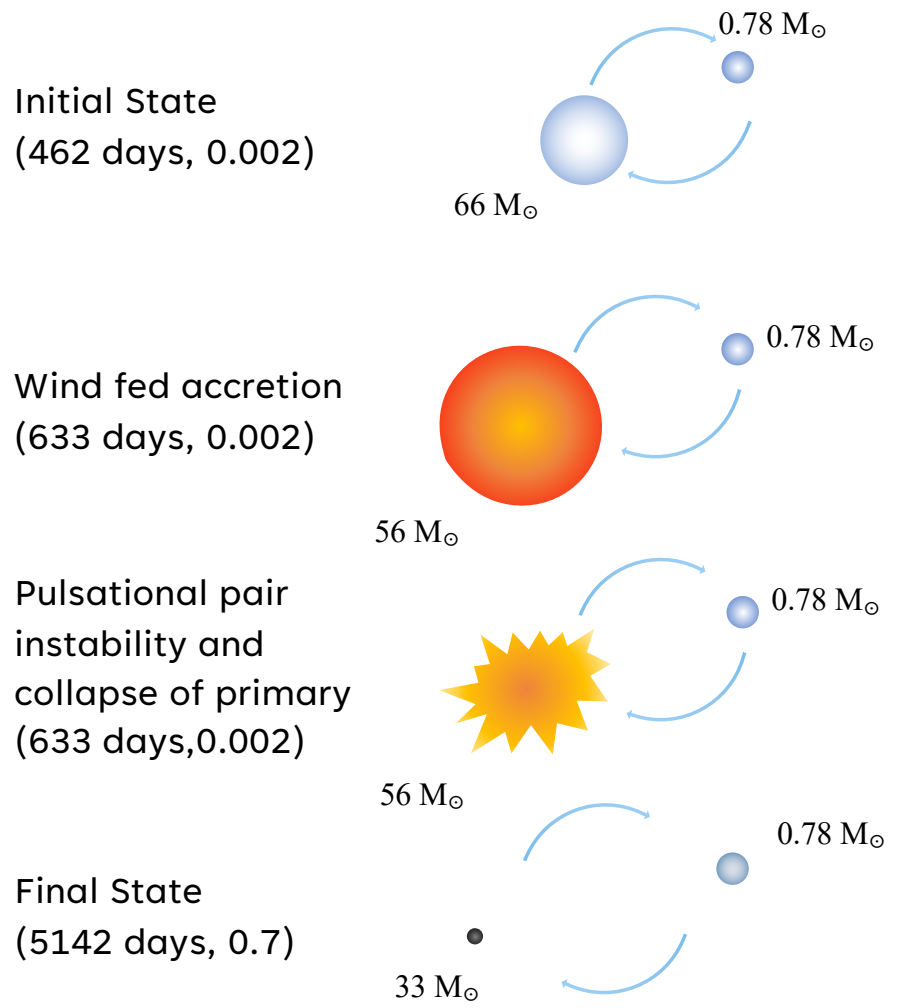 0.78 M☉
Initial State
(462 days, 0.002)
66 M☉
0.78 M☉
Wind fed accretion
(633 days, 0.002)
56 M☉
Pulsational pair
instability and
collapse of primary
(633 days,0.002)
0.78 M☉
56 M☉
0.78 M☉
Final State
(5142 days, 0.7)
33 M☉